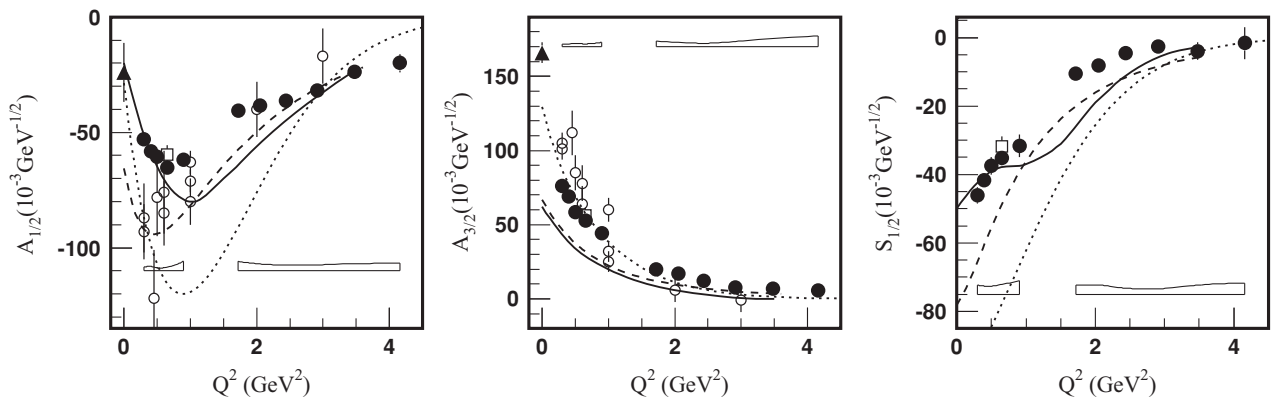 0
-50
-100
A1/2(10-3GeV-1/2)
0 2 4
Q2 (GeV2)
150
100
50
0
A3/2(10-3GeV-1/2)
0 2 4
Q2 (GeV2)
0
-20
-40
-60
-80
S1/2(10-3GeV-1/2)
0 2 4
Q2 (GeV2)